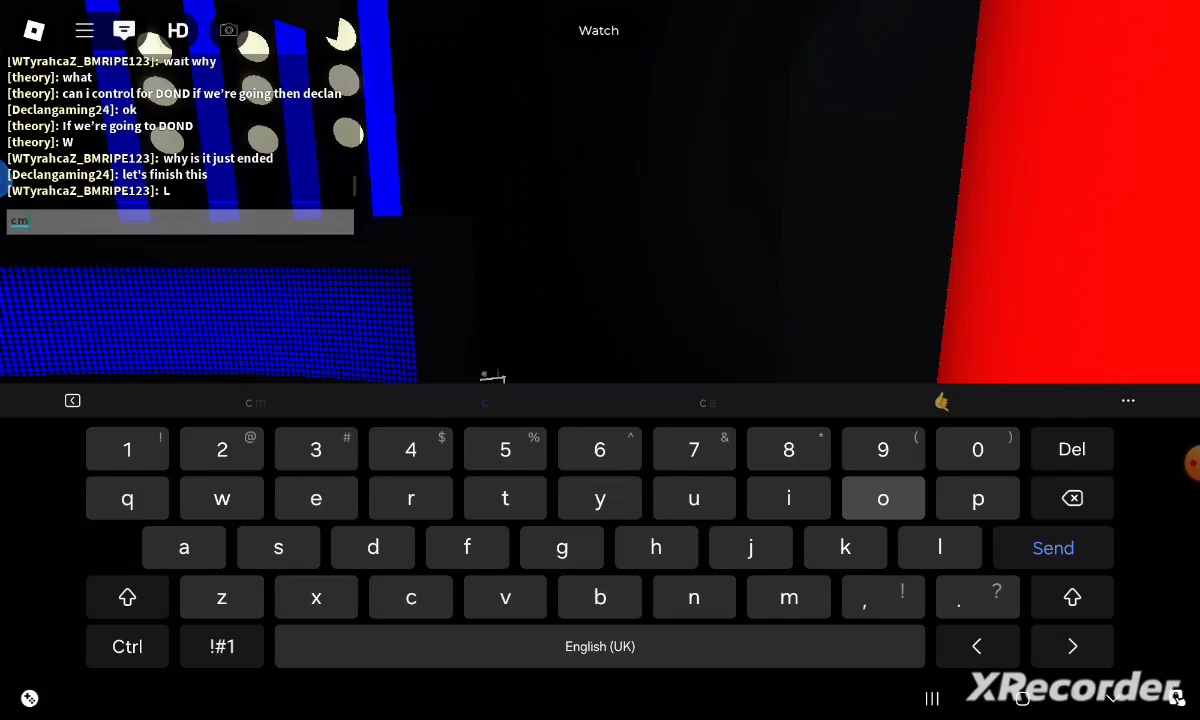 HD
Watch
[WTyrahcaZ_BMRIPE123]: wait why
[theory]: what
[theory]: can i control for DOND if we're going then declan
[Declangaming24]: ok
[theory]: If we're going to DOND
[theory]: W
[WTyrahcaZ_BMRIPE123]: why is it just ended
[Declangaming24]: let's finish this
[WTyrahcaZ_BMRIPE123]: L
cm
cm c ca
! @ # $ % ^ & * ( )
1 2 3 4 5 6 7 8 9 0 Del
q w e r t y u i o p
a s d f g h j k l Send
z x c v b n m , ! . ?
Ctrl !#1 English (UK) < >
XRecorder